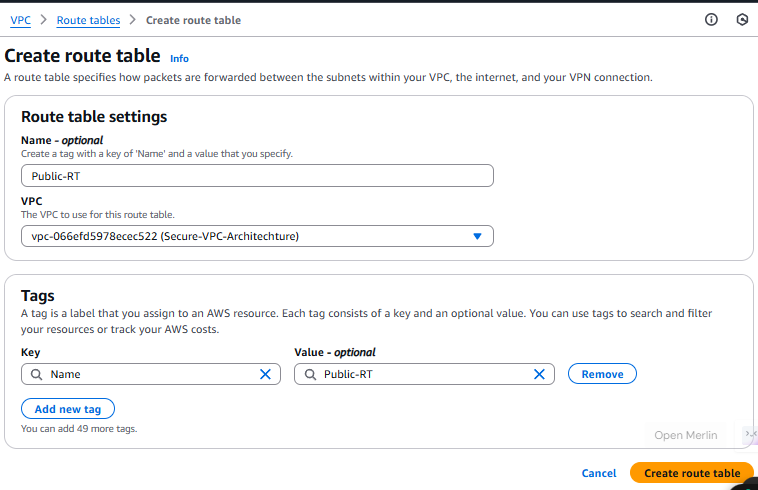 VPC > Route tables > Create route table
Create route table Info
A route table specifies how packets are forwarded between the subnets within your VPC, the internet, and your VPN connection.
Route table settings
Name - optional
Create a tag with a key of 'Name' and a value that you specify.
Public-RT
VPC
The VPC to use for this route table.
vpc-066efd5978ecec522 (Secure-VPC-Architechture)
Tags
A tag is a label that you assign to an AWS resource. Each tag consists of a key and an optional value. You can use tags to search and filter
your resources or track your AWS costs.
Key Value - optional
Name Public-RT Remove
Add new tag
You can add 49 more tags.
Open Merlin
Cancel Create route table